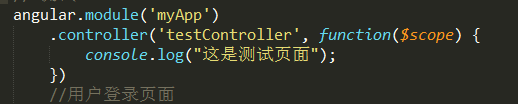 angular.module('myApp')
.controller('testController', function($scope) {
console.log("这是测试页面");
})
//用户登录页面